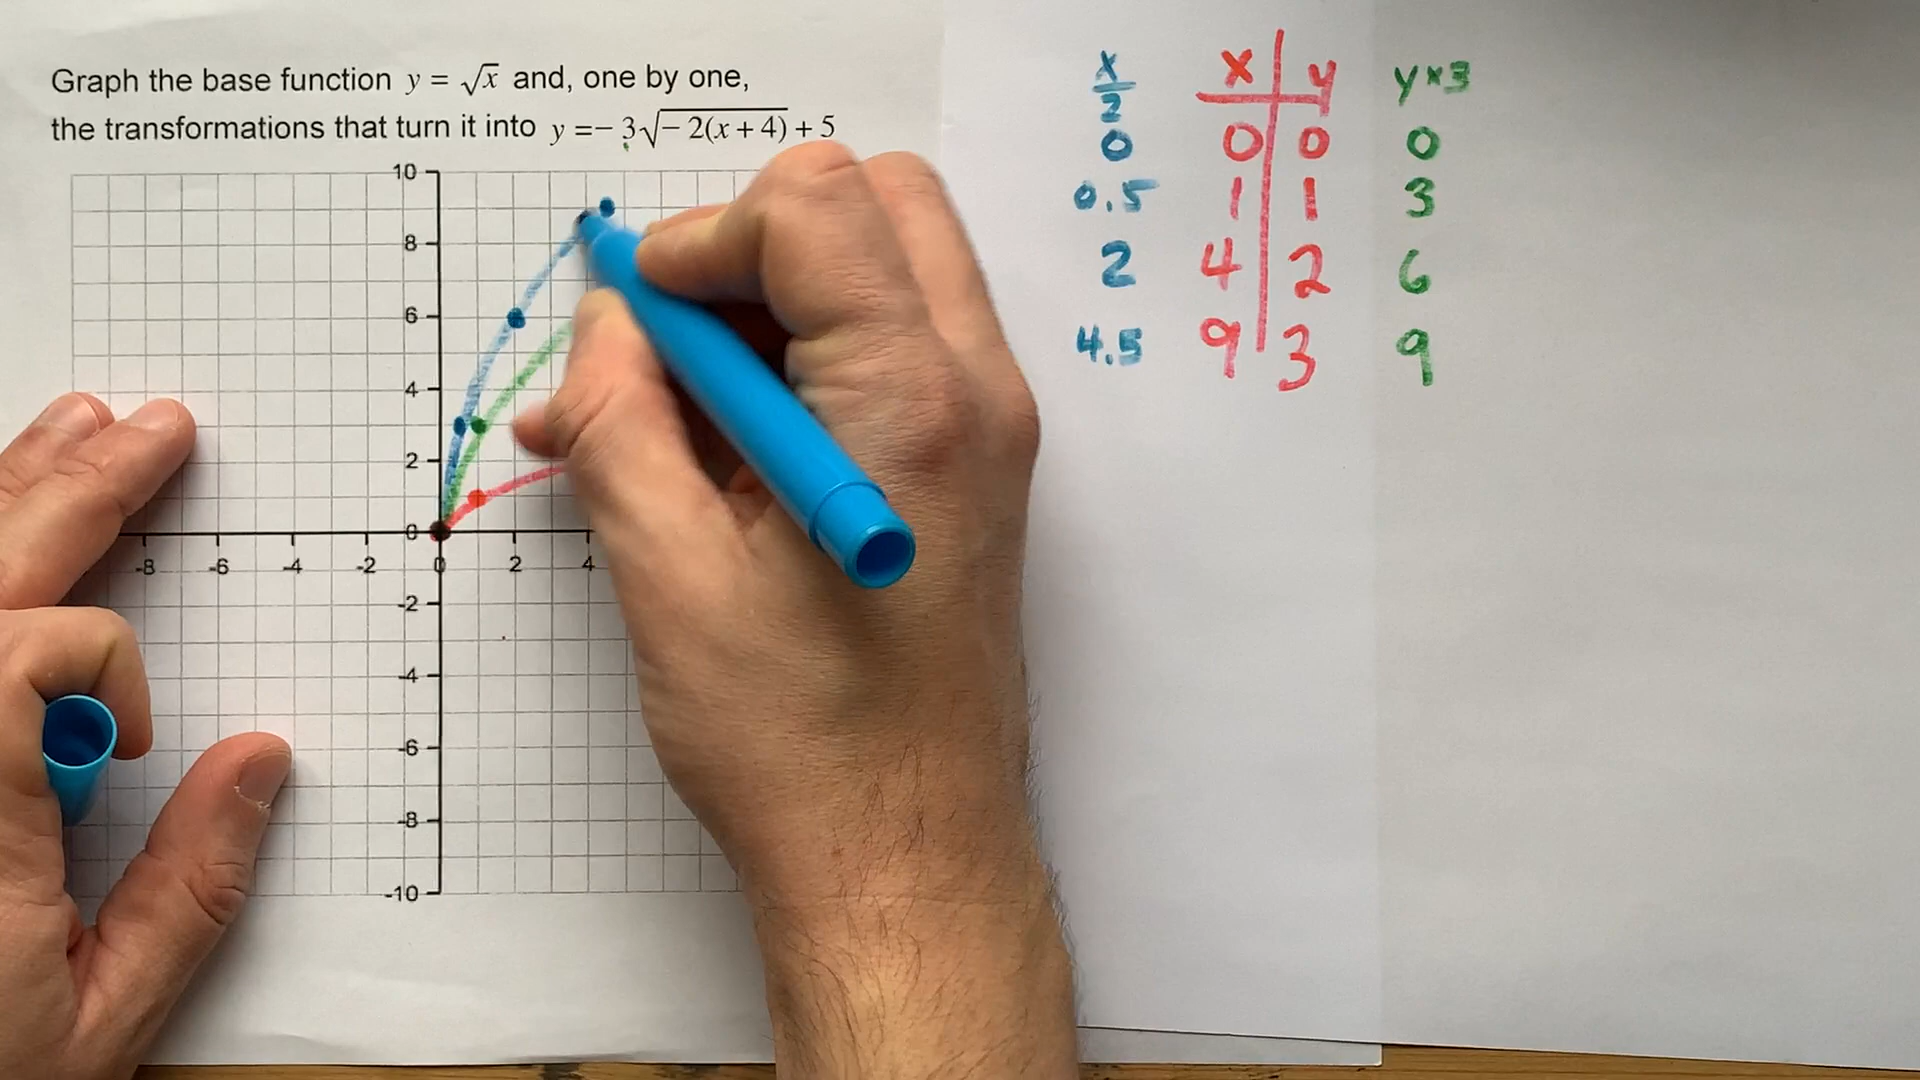 Graph the base function y = √x and, one by one,
the transformations that turn it into y =− 3√− 2(x + 4) + 5
x/2 x y y×3
0 0 0 0
0.5 1 1 3
2 4 2 6
4.5 9 3 9
10
8
6
4
2
0
-8 -6 -4 -2 0 2 4
-2
-4
-6
-8
-10